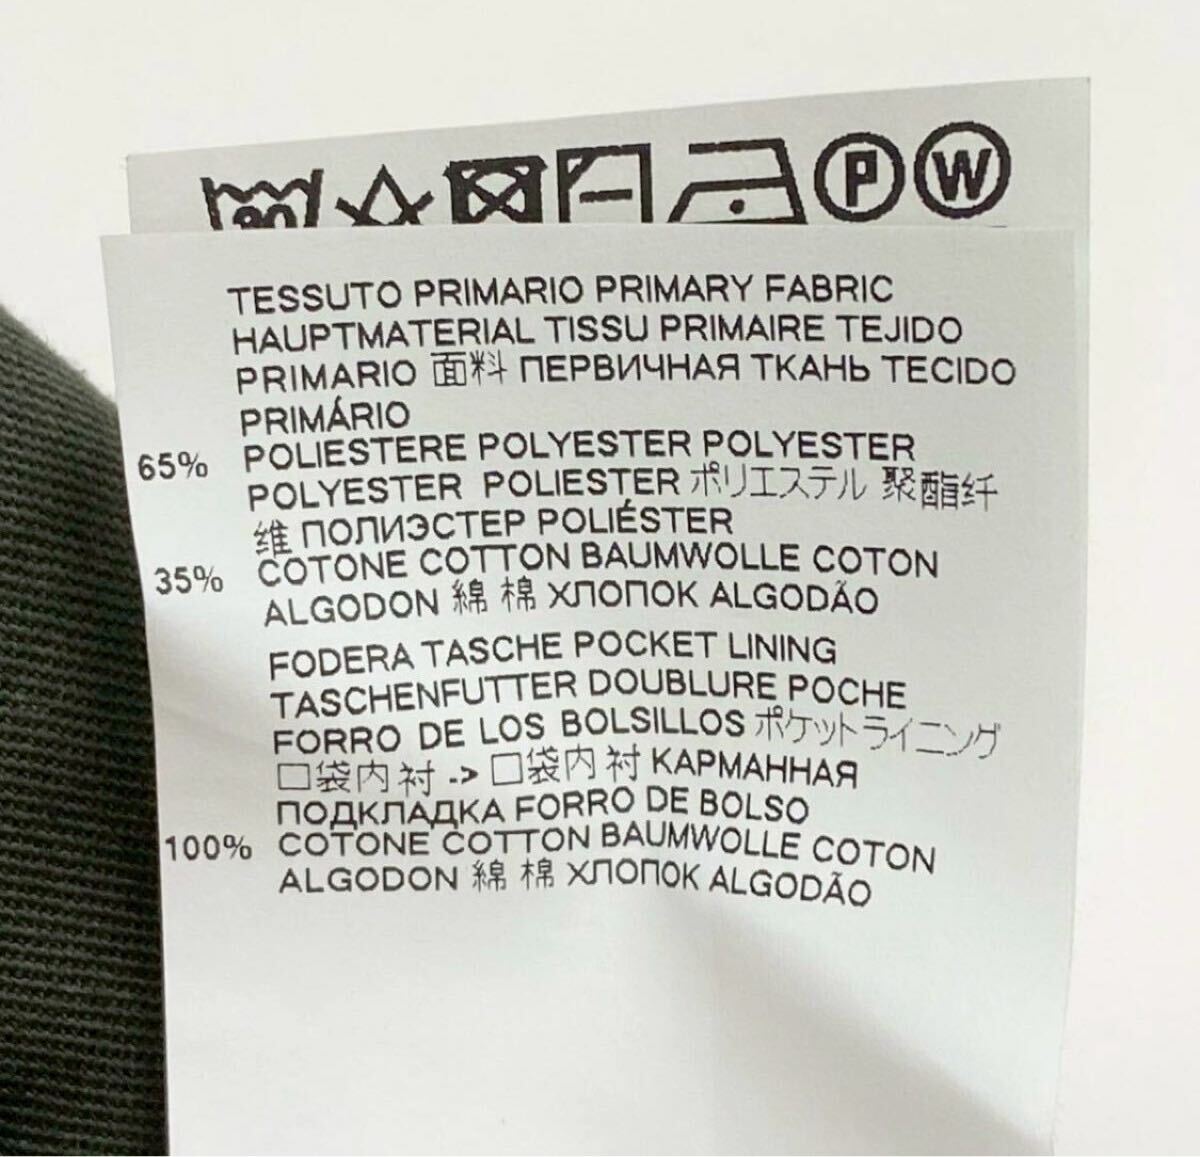 P W
TESSUTO PRIMARIO PRIMARY FABRIC
HAUPTMATERIAL TISSU PRIMAIRE TEJIDO
PRIMARIO 面料 ПЕРВИЧНАЯ ТКАНЬ TECIDO
PRIMÁRIO
65% POLIESTERE POLYESTER POLYESTER
POLYESTER POLIESTER ポリエステル 聚酯纤
维 ПОЛИЭСТЕР POLIÉSTER
35% COTONE COTTON BAUMWOLLE COTON
ALGODON 綿 棉 ХЛОПОК ALGODÃO
FODERA TASCHE POCKET LINING
TASCHENFUTTER DOUBLURE POCHE
FORRO DE LOS BOLSILLOS ポケットライニング
口袋内衬 -> 口袋内衬 КАРМАННАЯ
ПОДКЛАДКА FORRO DE BOLSO
100% COTONE COTTON BAUMWOLLE COTON
ALGODON 綿 棉 ХЛОПОК ALGODÃO